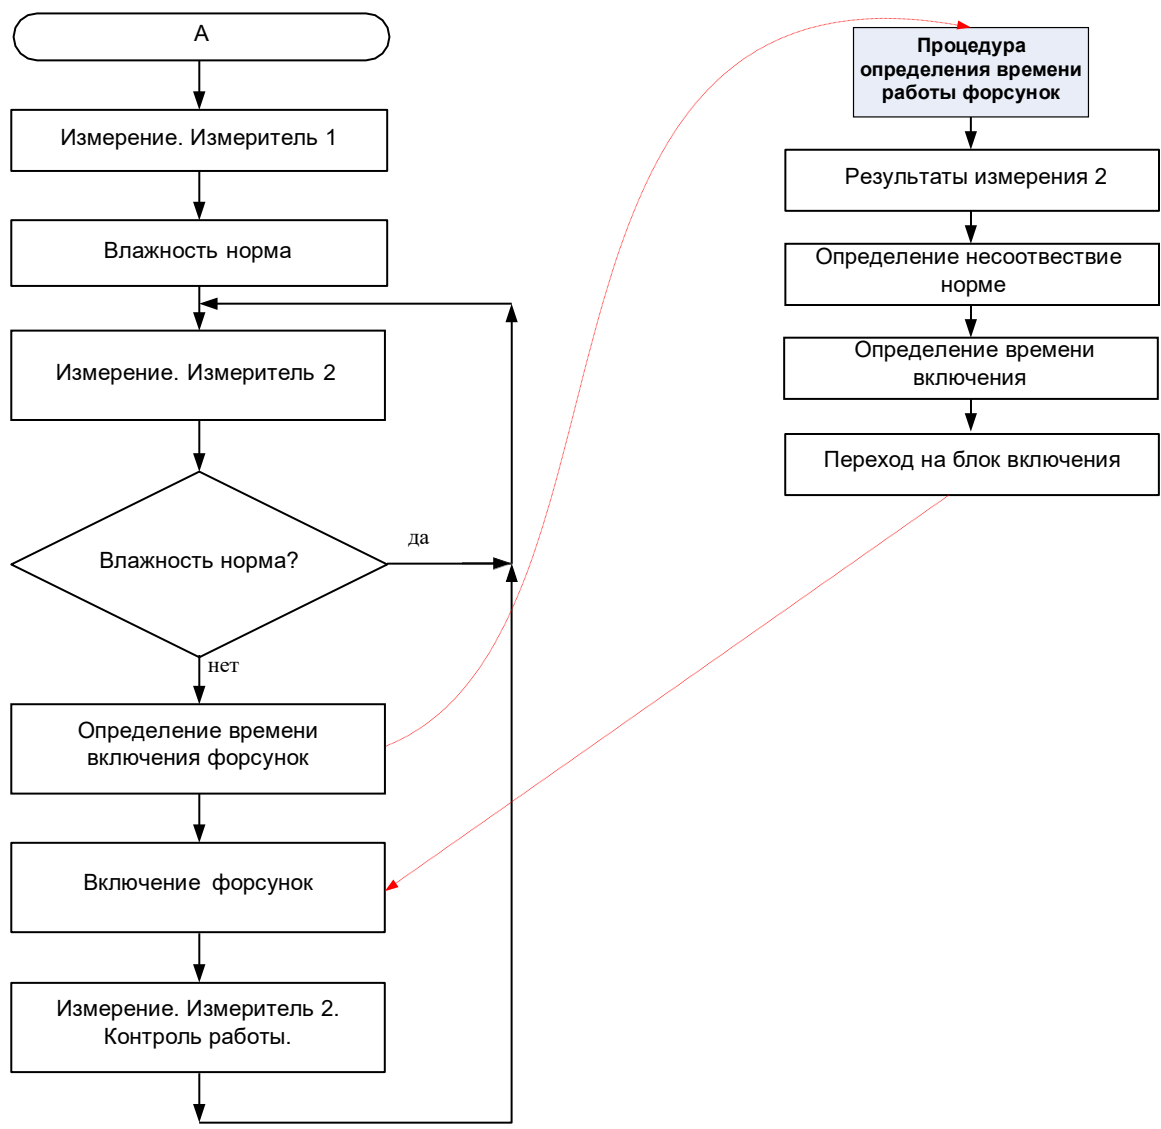 А
Измерение. Измеритель 1
Влажность норма
Измерение. Измеритель 2
Влажность норма?
да
нет
Определение времени
включения форсунок
Включение форсунок
Измерение. Измеритель 2.
Контроль работы.
Процедура
определения времени
работы форсунок
Результаты измерения 2
Определение несоотвествие
норме
Определение времени
включения
Переход на блок включения